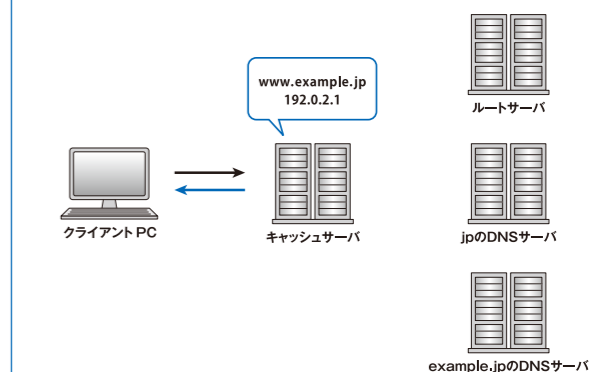 www.example.jp
192.0.2.1
ルートサーバ
クライアント PC
キャッシュサーバ
jpのDNSサーバ
example.jpのDNSサーバ